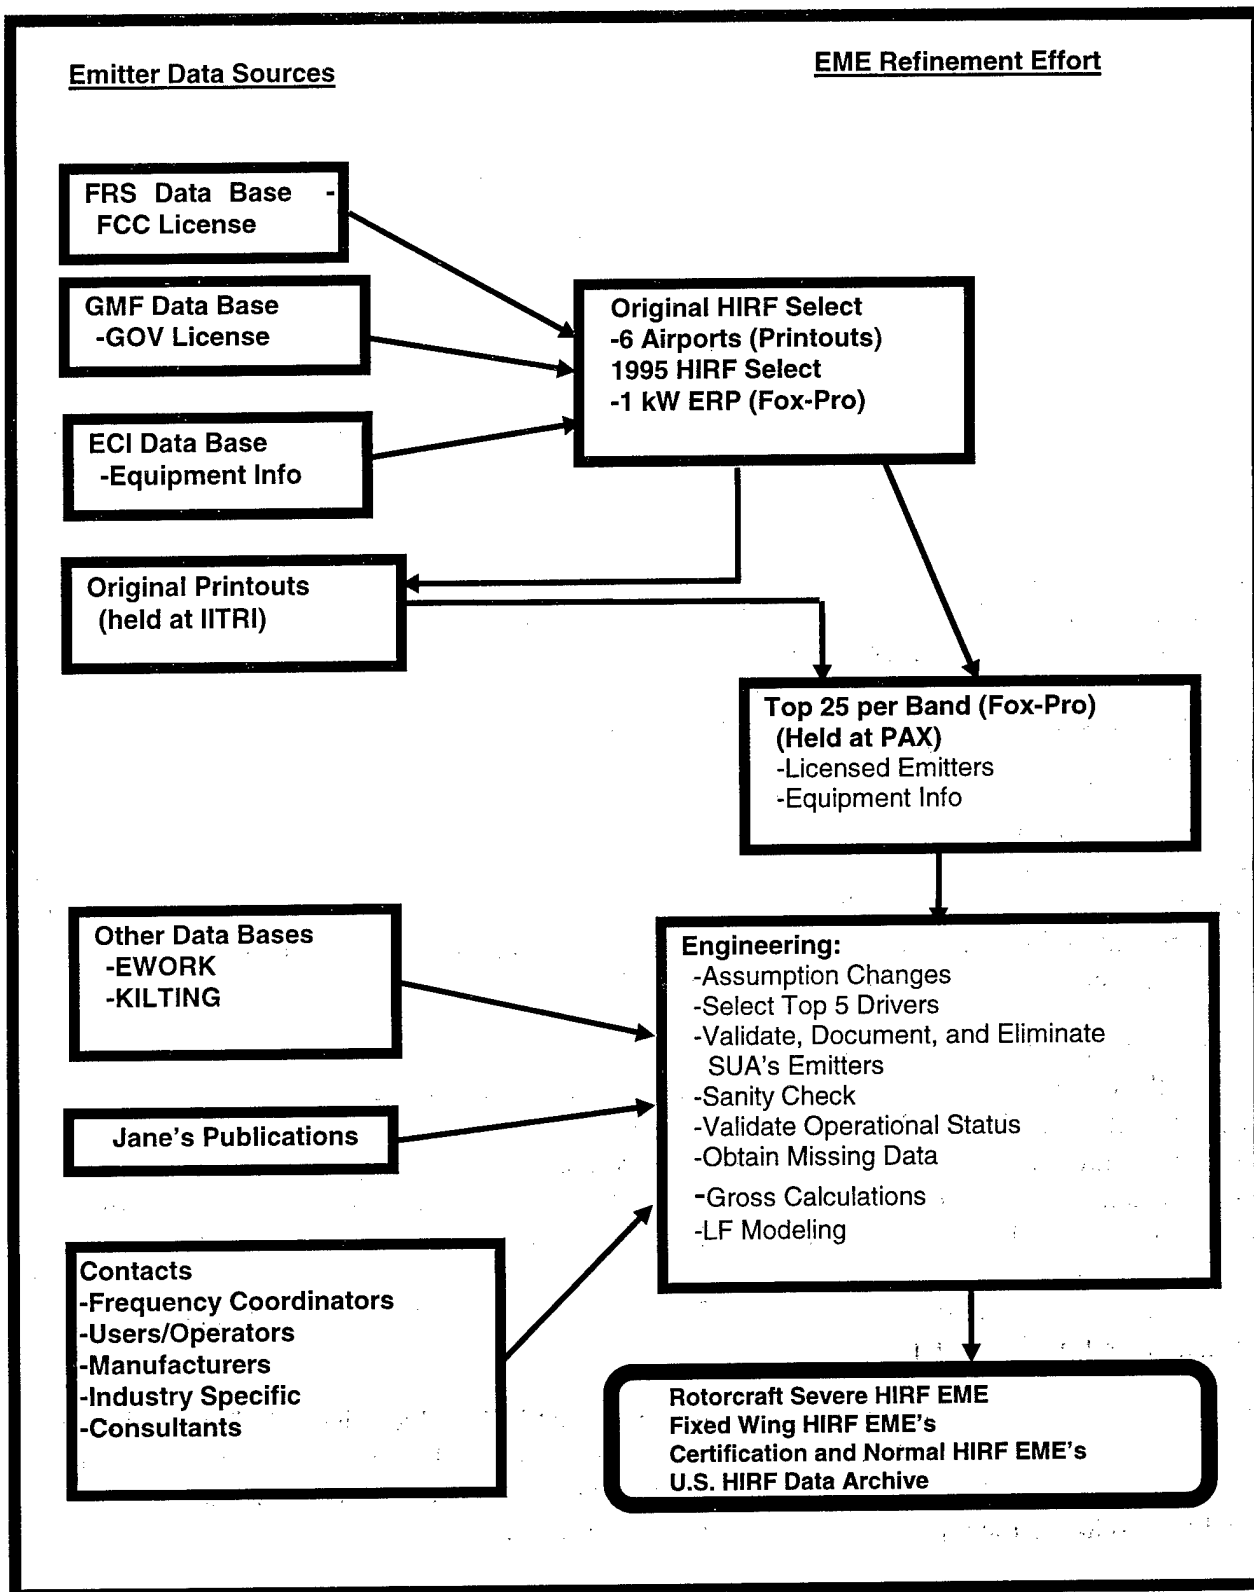 Emitter Data Sources
EME Refinement Effort
FRS Data Base -
FCC License
GMF Data Base
-GOV License
ECI Data Base
-Equipment Info
Original Printouts
(held at IITRI)
Original HIRF Select
-6 Airports (Printouts)
1995 HIRF Select
-1 kW ERP (Fox-Pro)
Top 25 per Band (Fox-Pro)
(Held at PAX)
-Licensed Emitters
-Equipment Info
Other Data Bases
-EWORK
-KILTING
Jane's Publications
Contacts
-Frequency Coordinators
-Users/Operators
-Manufacturers
-Industry Specific
-Consultants
Engineering:
-Assumption Changes
-Select Top 5 Drivers
-Validate, Document, and Eliminate
SUA's Emitters
-Sanity Check
-Validate Operational Status
-Obtain Missing Data
-Gross Calculations
-LF Modeling
Rotorcraft Severe HIRF EME
Fixed Wing HIRF EME's
Certification and Normal HIRF EME's
U.S. HIRF Data Archive